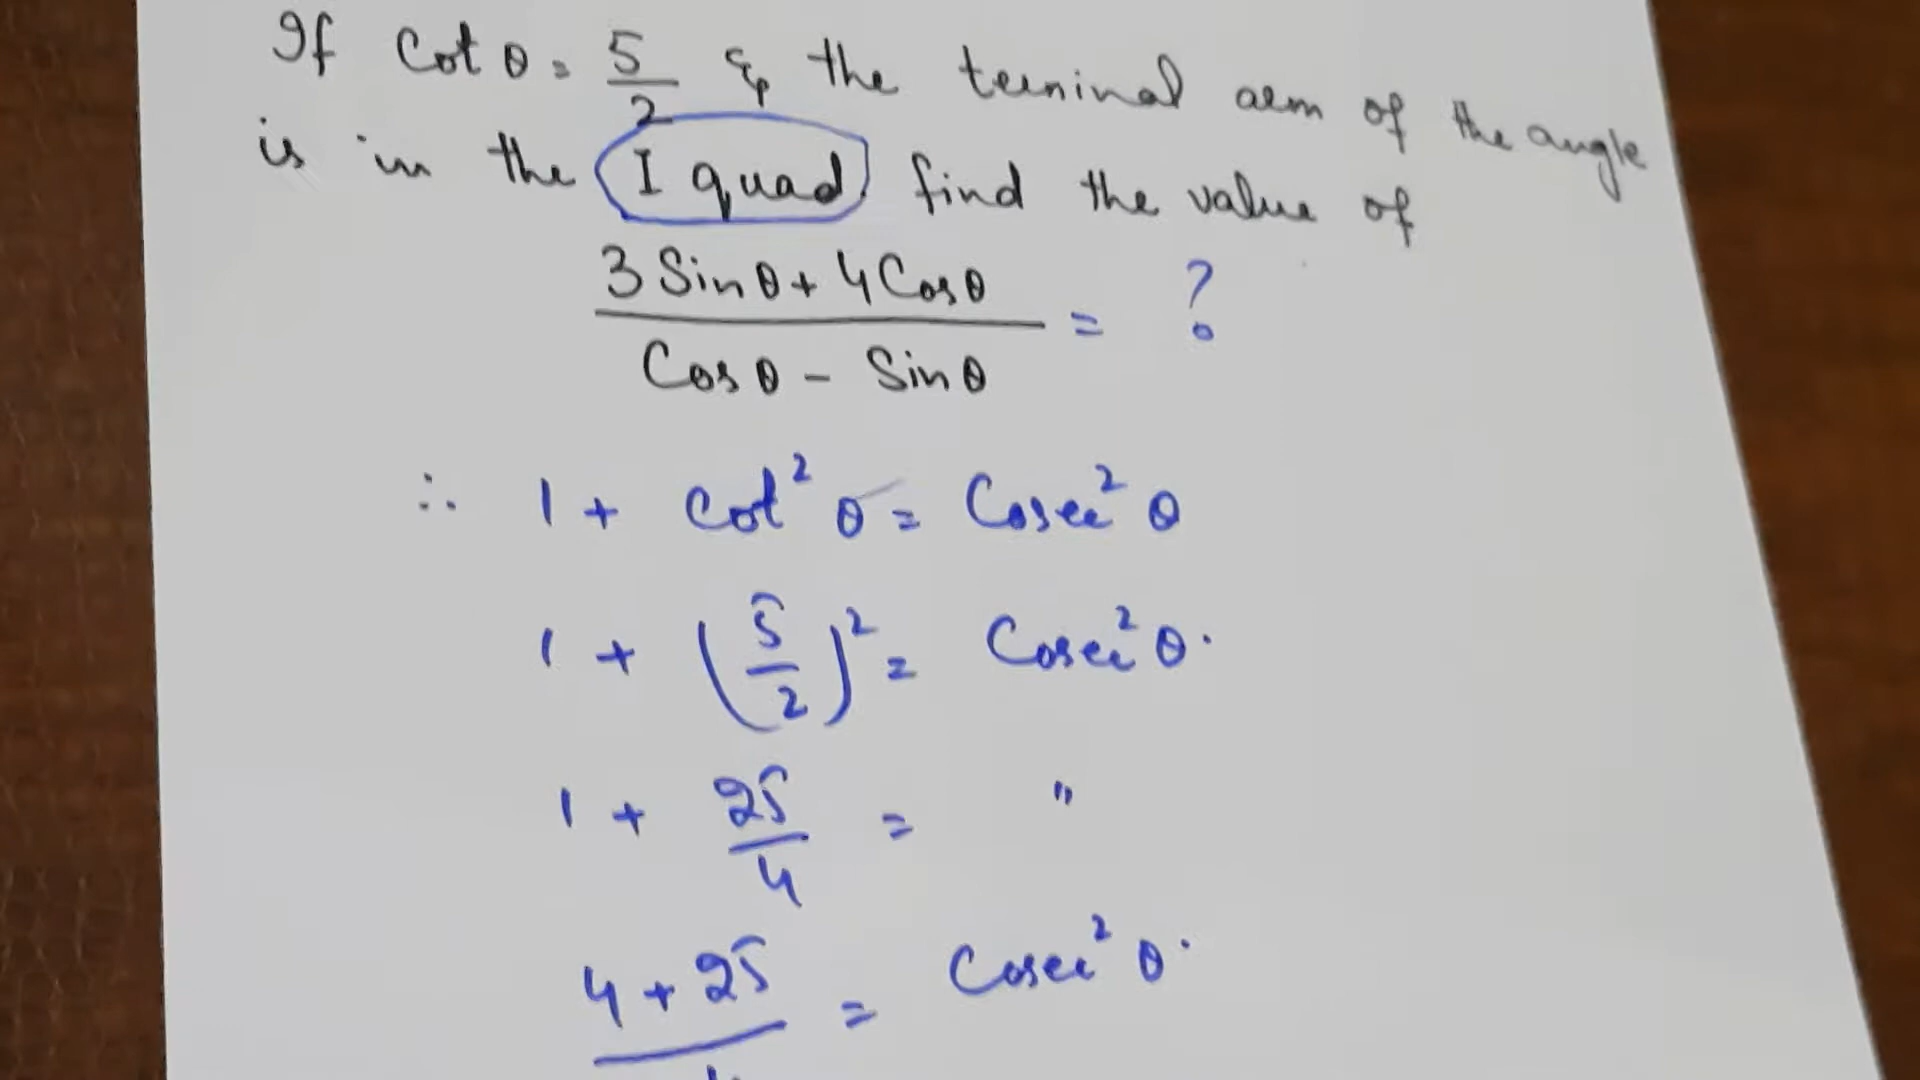 If Cot θ = 5/2 & the terminal arm of the angle
is in the I quad find the value of
3 Sin θ + 4 Cos θ / Cos θ - Sin θ = ?
∴ 1 + Cot² θ = Cosec² θ
1 + (5/2)² = Cosec² θ.
1 + 25/4 = "
4 + 25/4 = Cosec² θ.